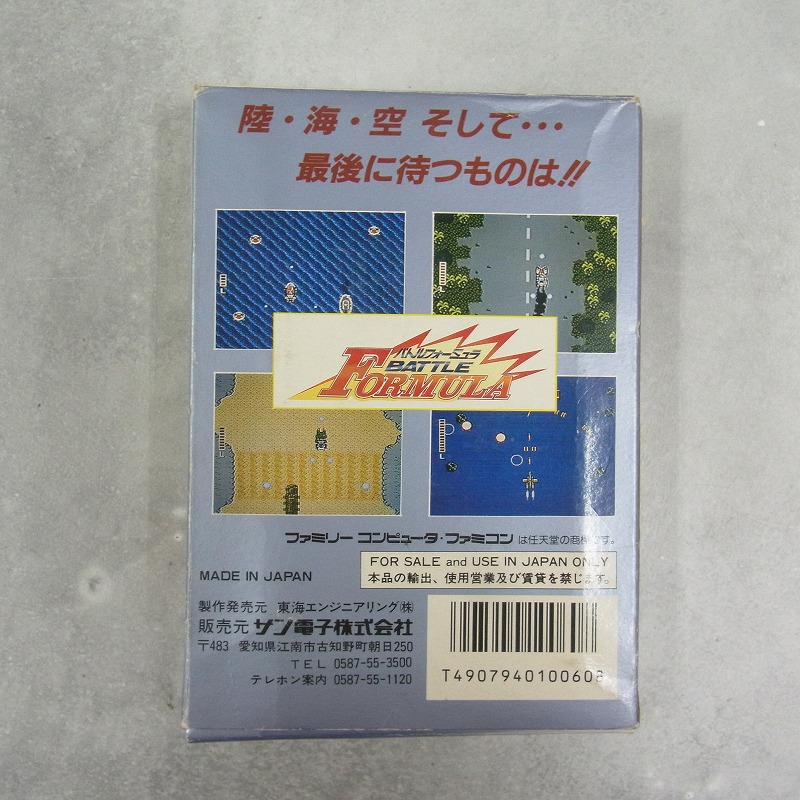 陸・海・空 そして・・・
最後に待つものは!!
バトルフォーミュラ
BATTLE
FORMULA
ファミリー コンピュータ・ファミコン は任天堂の商標です。
FOR SALE and USE IN JAPAN ONLY
本品の輸出、使用営業及び賃貸を禁じます。
MADE IN JAPAN
製作発売元 東海エンジニアリング㈱
販売元 サン電子株式会社
〒483 愛知県江南市古知野町朝日250
TEL 0587-55-3500
テレホン案内 0587-55-1120
T4907940100608